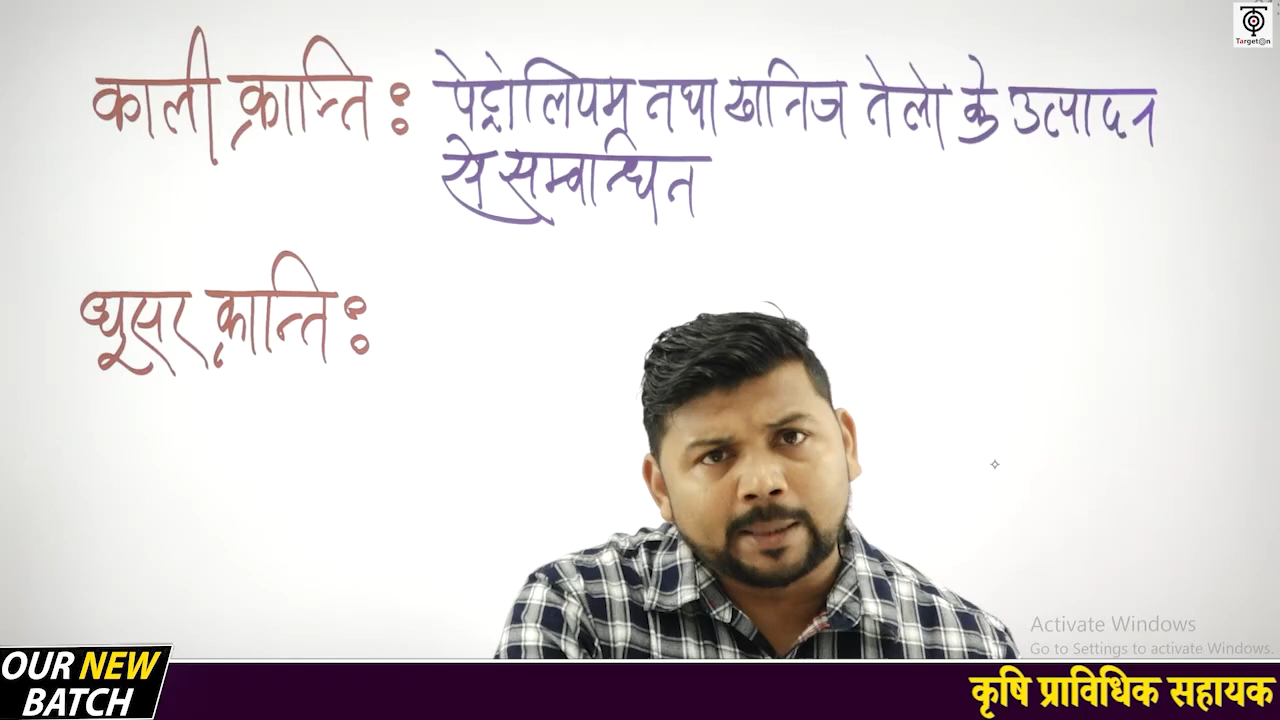 Target@n
काली क्रान्ति : पेट्रोलियम तथा खनिज तेलो के उत्पादन
से सम्बन्धित
धूसर क्रान्ति :
Activate Windows
Go to Settings to activate Windows.
OUR NEW
BATCH
कृषि प्राविधिक सहायक